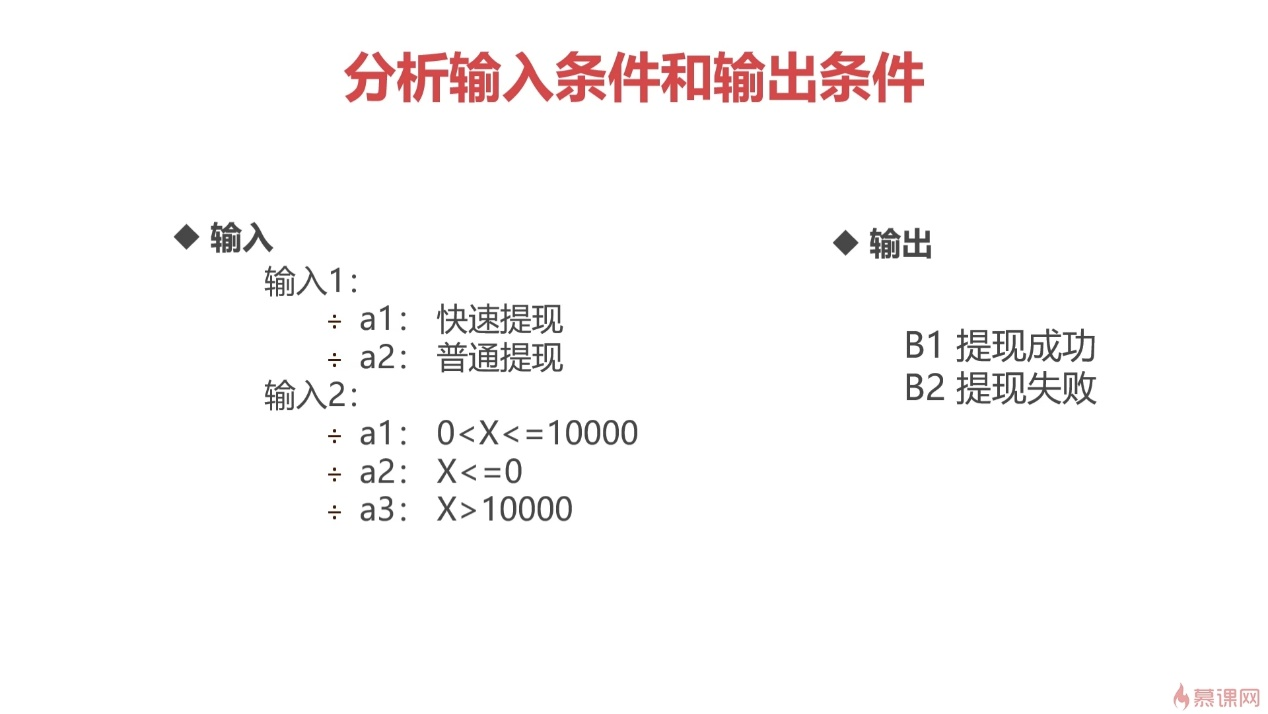 分析输入条件和输出条件
◆ 输入
输入1：
÷ a1： 快速提现
÷ a2： 普通提现
输入2：
÷ a1： 0<X<=10000
÷ a2： X<=0
÷ a3： X>10000
◆ 输出
B1 提现成功
B2 提现失败
慕课网